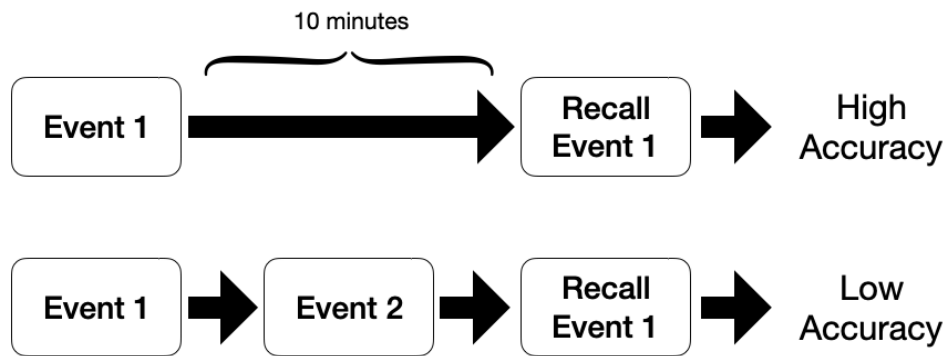 10 minutes
Event 1
Recall
Event 1
High
Accuracy
Event 1
Event 2
Recall
Event 1
Low
Accuracy